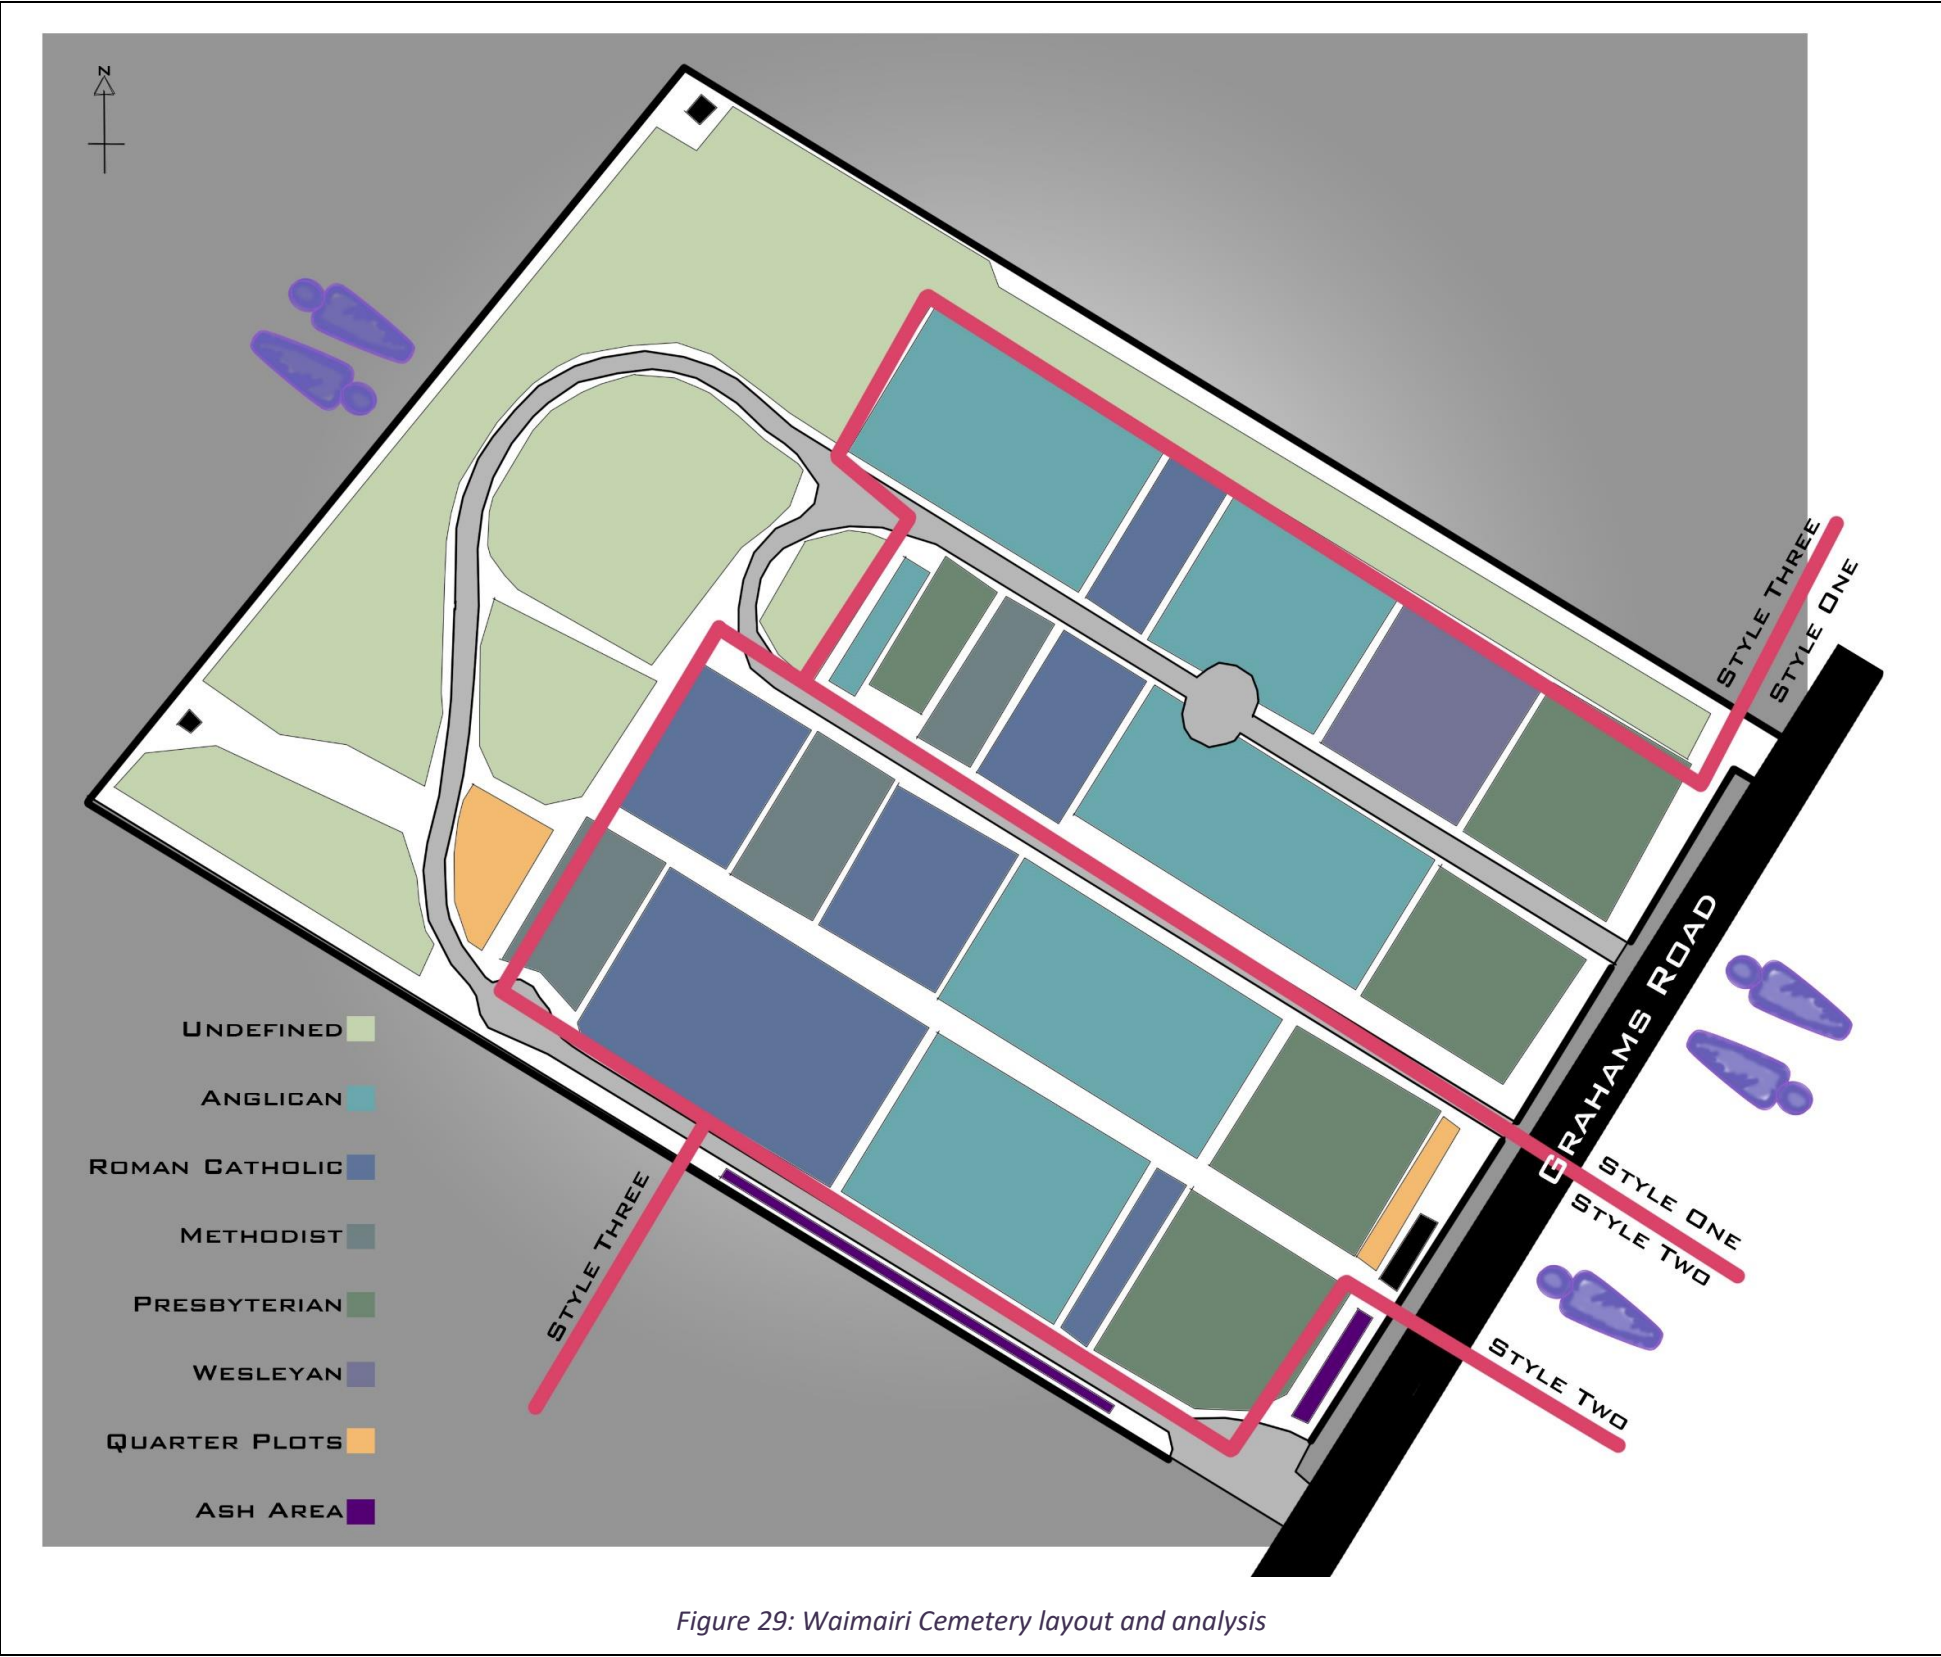 N
STYLE THREE
STYLE ONE
GRAHAMS ROAD
UNDEFINED
ANGLICAN
ROMAN CATHOLIC
METHODIST
PRESBYTERIAN
WESLEYAN
QUARTER PLOTS
ASH AREA
STYLE THREE
STYLE ONE
STYLE TWO
STYLE TWO
Figure 29: Waimairi Cemetery layout and analysis